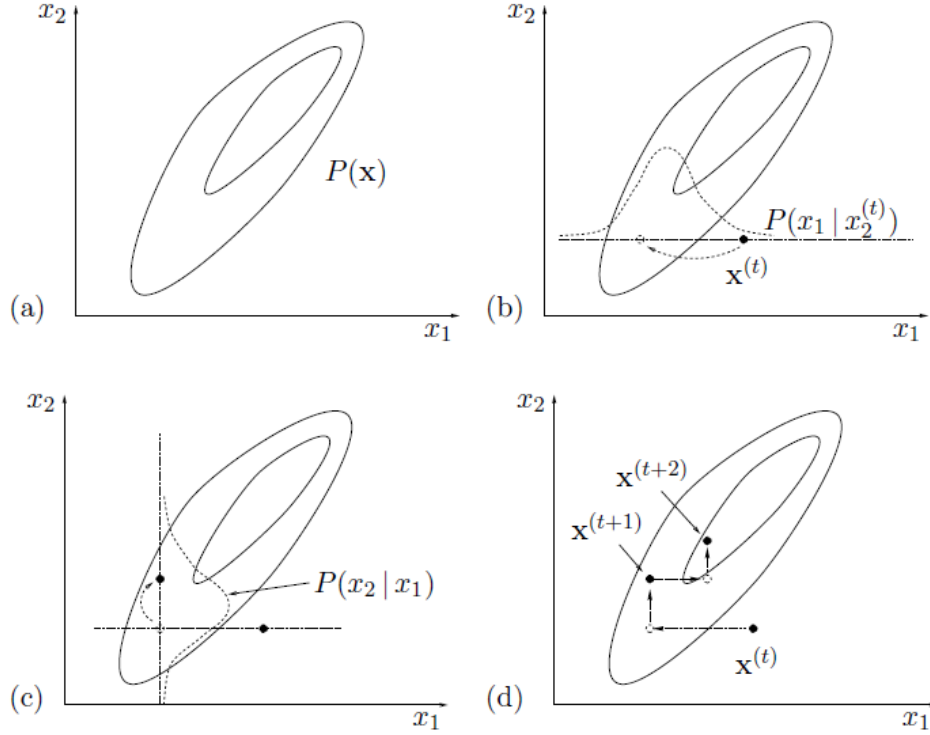 x₂
P(x)
(a)
x₁
x₂
P(x₁ | x₂⁽ᵗ⁾)
x⁽ᵗ⁾
(b)
x₁
x₂
P(x₂ | x₁)
(c)
x₁
x₂
x⁽ᵗ⁺²⁾
x⁽ᵗ⁺¹⁾
x⁽ᵗ⁾
(d)
x₁